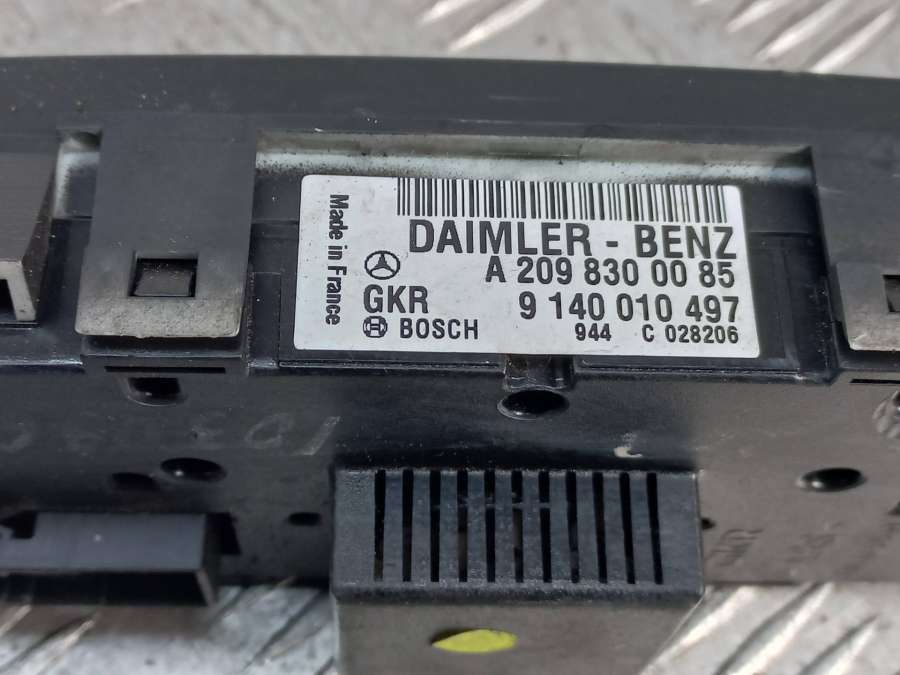 Made in France
DAIMLER - BENZ
A 209 830 00 85
GKR 9 140 010 497
BOSCH 944 C 028206